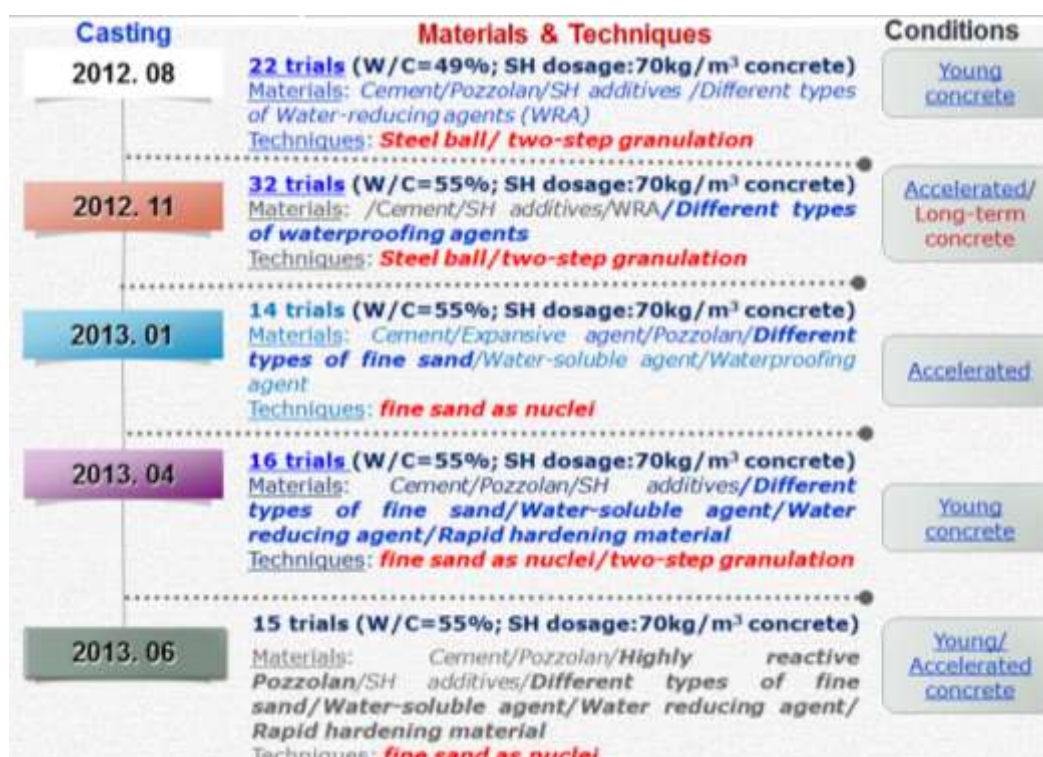 Casting
Materials & Techniques
Conditions
2012. 08
22 trials (W/C=49%; SH dosage:70kg/m³ concrete)
Materials: Cement/Pozzolan/SH additives /Different types
of Water-reducing agents (WRA)
Techniques: Steel ball/ two-step granulation
Young
concrete
2012. 11
32 trials (W/C=55%; SH dosage:70kg/m³ concrete)
Materials: /Cement/SH additives/WRA/Different types
of waterproofing agents
Techniques: Steel ball/two-step granulation
Accelerated/
Long-term
concrete
2013. 01
14 trials (W/C=55%; SH dosage:70kg/m³ concrete)
Materials: Cement/Expansive agent/Pozzolan/Different
types of fine sand/Water-soluble agent/Waterproofing
agent
Techniques: fine sand as nuclei
Accelerated
2013. 04
16 trials (W/C=55%; SH dosage:70kg/m³ concrete)
Materials: Cement/Pozzolan/SH additives/Different
types of fine sand/Water-soluble agent/Water
reducing agent/Rapid hardening material
Techniques: fine sand as nuclei/two-step granulation
Young
concrete
2013. 06
15 trials (W/C=55%; SH dosage:70kg/m³ concrete)
Materials: Cement/Pozzolan/Highly reactive
Pozzolan/SH additives/Different types of fine
sand/Water-soluble agent/Water reducing agent/
Rapid hardening material
Techniques: fine sand as nuclei
Young/
Accelerated
concrete